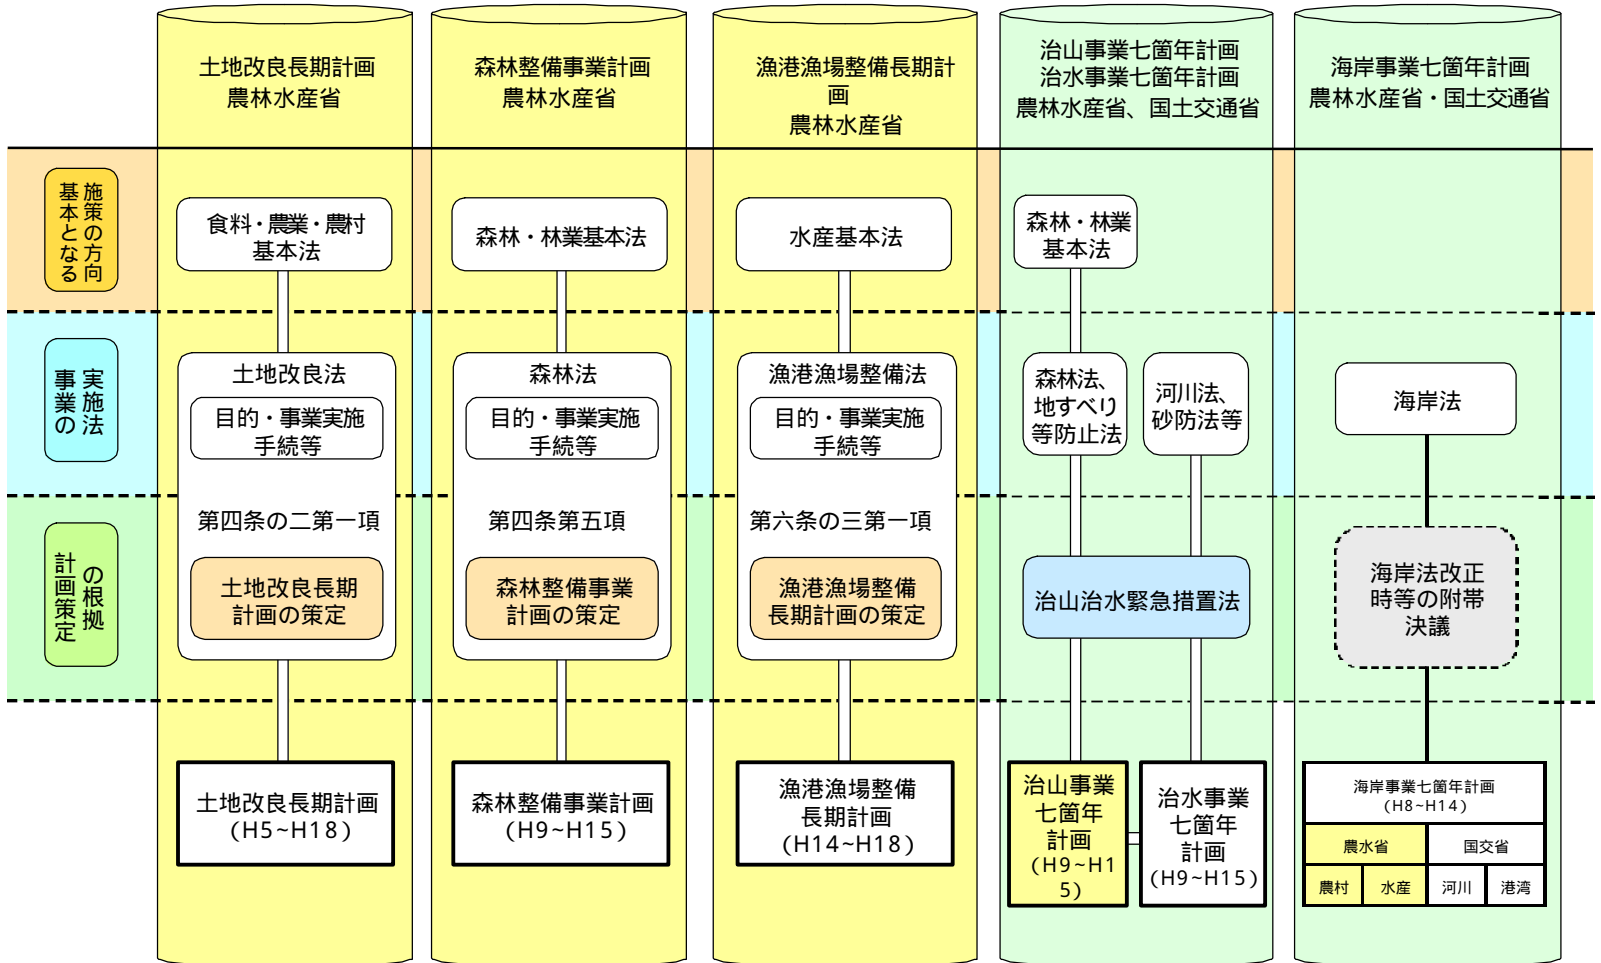 土地改良長期計画
農林水産省
森林整備事業計画
農林水産省
漁港漁場整備長期計
画
農林水産省
治山事業七箇年計画
治水事業七箇年計画
農林水産省、国土交通省
海岸事業七箇年計画
農林水産省・国土交通省
施策の方向
基本となる
食料・農業・農村
基本法
森林・林業基本法
水産基本法
森林・林業
基本法
実施法
事業の
土地改良法
目的・事業実施
手続等
森林法
目的・事業実施
手続等
漁港漁場整備法
目的・事業実施
手続等
森林法、
地すべり
等防止法
河川法、
砂防法等
海岸法
の根拠
計画策定
第四条の二第一項
土地改良長期
計画の策定
第四条第五項
森林整備事業
計画の策定
第六条の三第一項
漁港漁場整備
長期計画の策定
治山治水緊急措置法
海岸法改正
時等の附帯
決議
土地改良長期計画
(H5~H18)
森林整備事業計画
(H9~H15)
漁港漁場整備
長期計画
(H14~H18)
治山事業
七箇年
計画
(H9~H1
5)
治水事業
七箇年
計画
(H9~H15)
海岸事業七箇年計画
(H8~H14)
農水省
国交省
農村
水産
河川
港湾